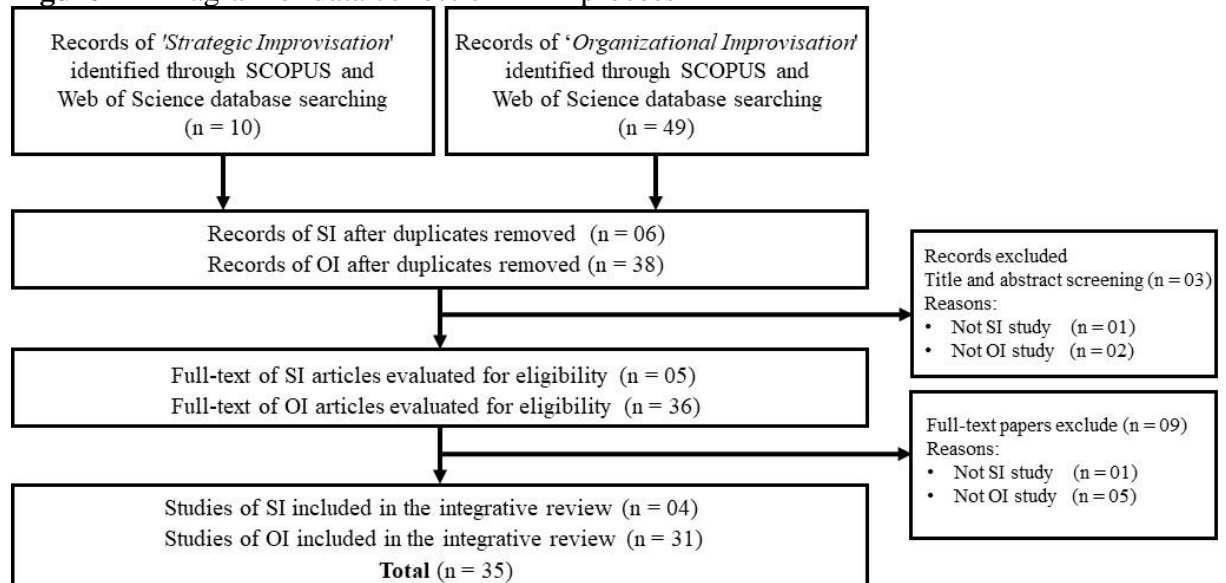 Records of 'Strategic Improvisation'
identified through SCOPUS and
Web of Science database searching
(n = 10)
Records of ‘Organizational Improvisation'
identified through SCOPUS and
Web of Science database searching
(n = 49)
Records of SI after duplicates removed (n = 06)
Records of OI after duplicates removed (n = 38)
Records excluded
Title and abstract screening (n = 03)
Reasons:
• Not SI study (n = 01)
• Not OI study (n = 02)
Full-text of SI articles evaluated for eligibility (n = 05)
Full-text of OI articles evaluated for eligibility (n = 36)
Full-text papers exclude (n = 09)
Reasons:
• Not SI study (n = 01)
• Not OI study (n = 05)
Studies of SI included in the integrative review (n = 04)
Studies of OI included in the integrative review (n = 31)
Total (n = 35)